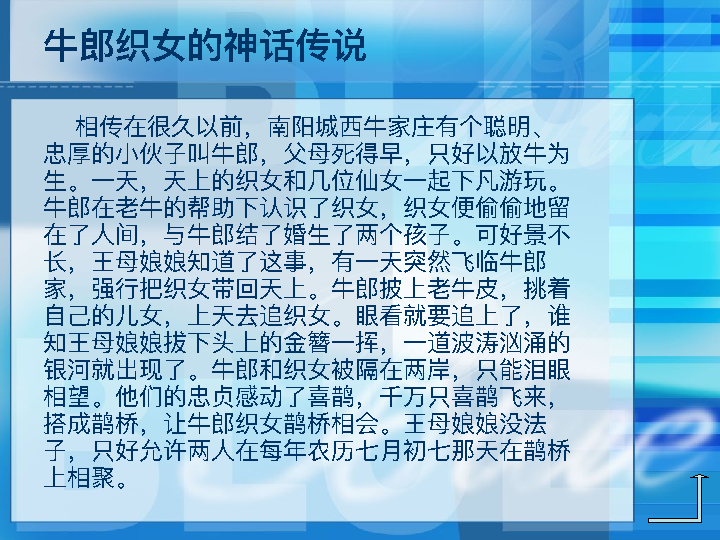 牛郎织女的神话传说
相传在很久以前，南阳城西牛家庄有个聪明、
忠厚的小伙子叫牛郎，父母死得早，只好以放牛为
生。一天，天上的织女和几位仙女一起下凡游玩。
牛郎在老牛的帮助下认识了织女，织女便偷偷地留
在了人间，与牛郎结了婚生了两个孩子。可好景不
长，王母娘娘知道了这事，有一天突然飞临牛郎
家，强行把织女带回天上。牛郎披上老牛皮，挑着
自己的儿女，上天去追织女。眼看就要追上了，谁
知王母娘娘拔下头上的金簪一挥，一道波涛汹涌的
银河就出现了。牛郎和织女被隔在两岸，只能泪眼
相望。他们的忠贞感动了喜鹊，千万只喜鹊飞来，
搭成鹊桥，让牛郎织女鹊桥相会。王母娘娘没法
子，只好允许两人在每年农历七月初七那天在鹊桥
上相聚。